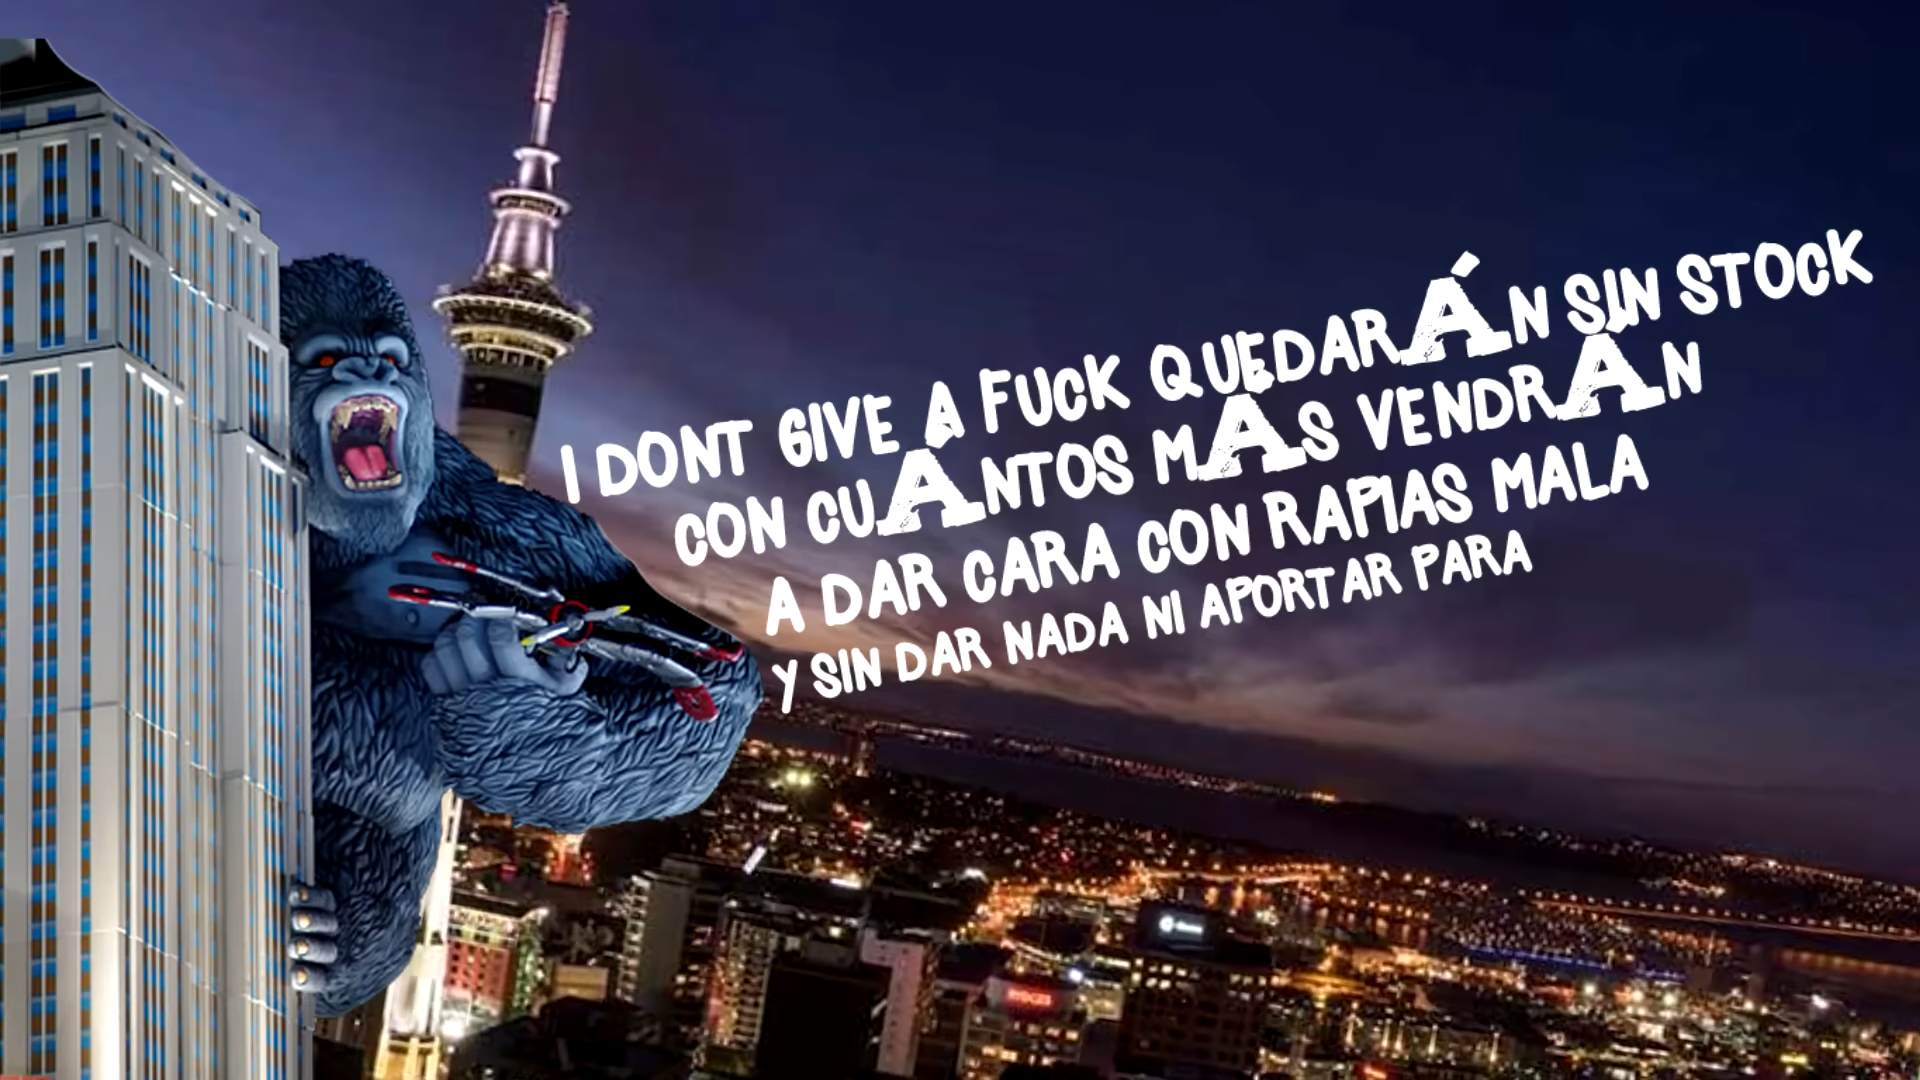 I DONT GIVE A FUCK QUEDARÁN SIN STOCK
CON CUÁNTOS MÁS VENDRÁN
A DAR CARA CON RAPIAS MALA
Y SIN DAR NADA NI APORTAR PARA